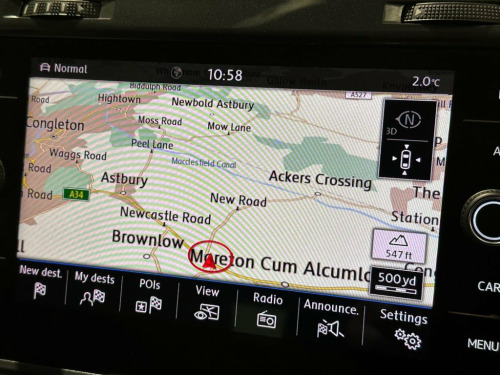 Normal
10:58
2.0°C
Biddulph Road
A527
Road
Hightown
Newbold Astbury
Congleton
Moss Road
Mow Lane
N
3D
Peel Lane
Waggs Road
Macclesfield Canal
Road
A34
Astbury
Ackers Crossing
The
New Road
Station
Newcastle Road
Brownlow
Moreton Cum Alcumlo
547 ft
500 yd
New dest.
My dests
POIs
View
Radio
Announce.
Settings
CAR
MENU